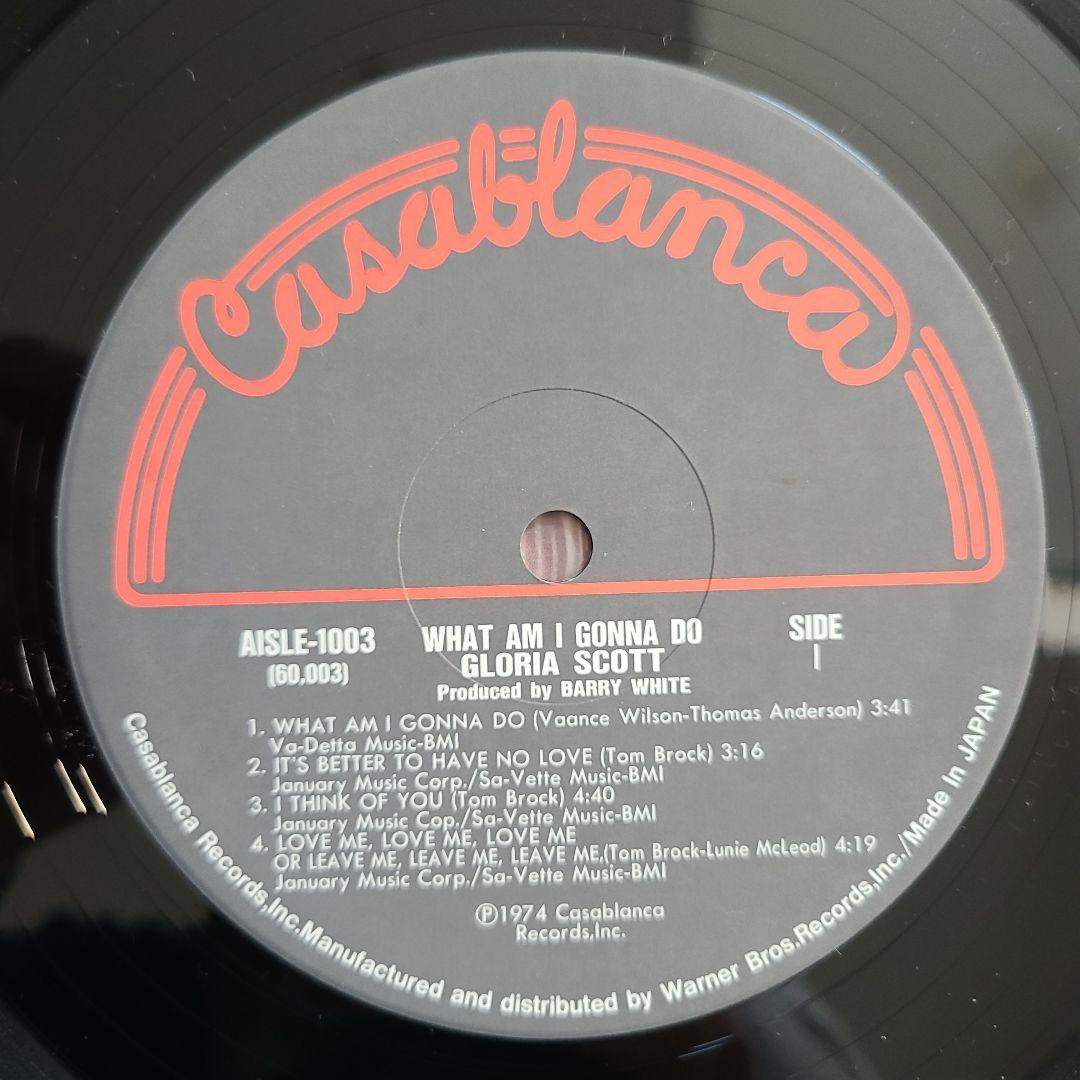 Casablanca
AISLE-1003
(60,003)
WHAT AM I GONNA DO
GLORIA SCOTT
Produced by BARRY WHITE
SIDE
1
1. WHAT AM I GONNA DO (Vaance Wilson-Thomas Anderson) 3:41
Va-Detta Music-BMI
2. IT'S BETTER TO HAVE NO LOVE (Tom Brock) 3:16
January Music Corp./Sa-Vette Music-BMI
3. I THINK OF YOU (Tom Brock) 4:40
January Music Cop./Sa-Vette Music-BMI
4. LOVE ME, LOVE ME, LOVE ME
OR LEAVE ME, LEAVE ME, LEAVE ME,(Tom Brock-Lunie McLeod) 4:19
January Music Corp./Sa-Vette Music-BMI
Ⓟ1974 Casablanca
Records,Inc.
Casablanca Records,Inc.Manufactured and distributed by Warner Bros.Records,Inc./Made In JAPAN